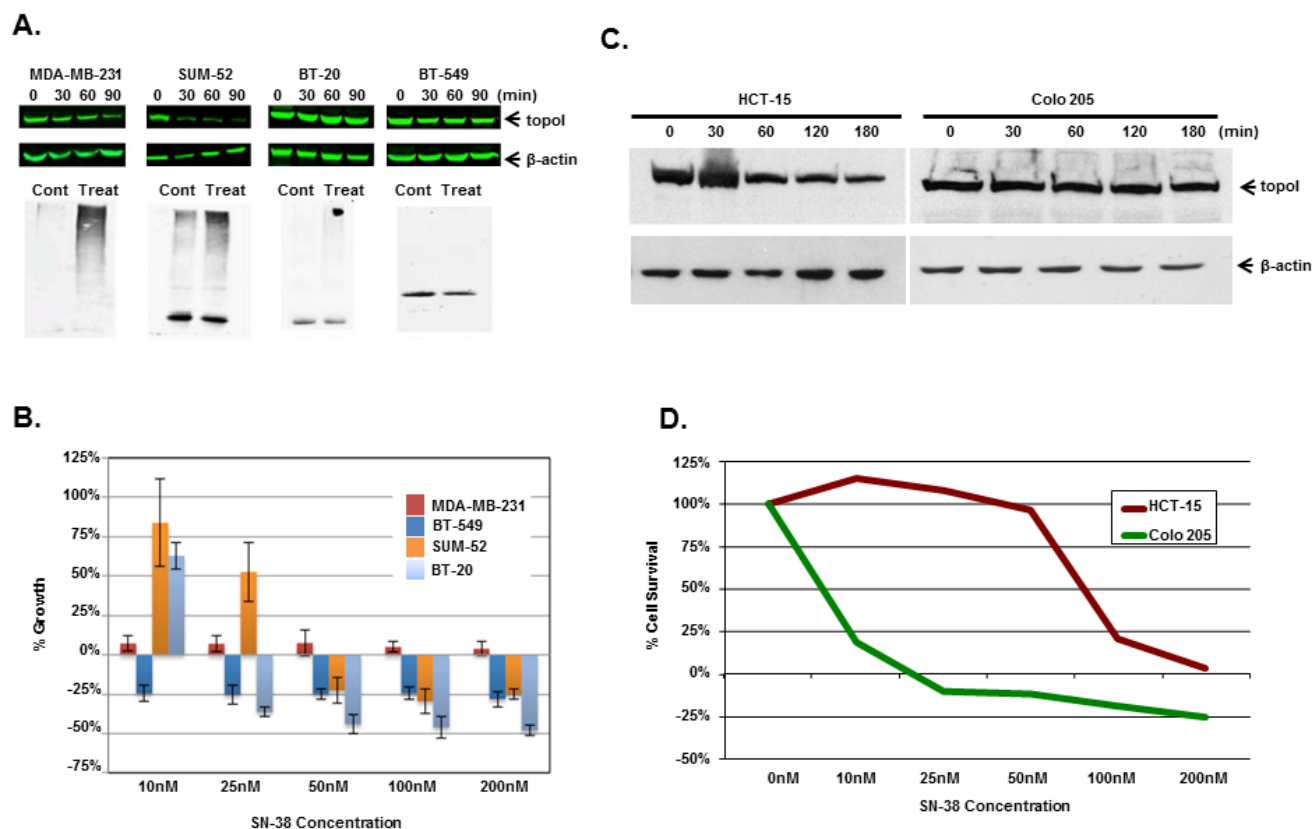 A.
MDA-MB-231 SUM-52 BT-20 BT-549
0 30 60 90 0 30 60 90 0 30 60 90 0 30 60 90 (min)
topoI
β-actin
Cont Treat Cont Treat Cont Treat Cont Treat
C.
HCT-15 Colo 205
0 30 60 120 180 0 30 60 120 180 (min)
topoI
β-actin
B.
125%
100%
75%
50%
25%
0%
-25%
-50%
-75%
% Growth
MDA-MB-231
BT-549
SUM-52
BT-20
10nM 25nM 50nM 100nM 200nM
SN-38 Concentration
D.
125%
100%
75%
50%
25%
0%
-25%
-50%
% Cell Survival
HCT-15
Colo 205
0nM 10nM 25nM 50nM 100nM 200nM
SN-38 Concentration